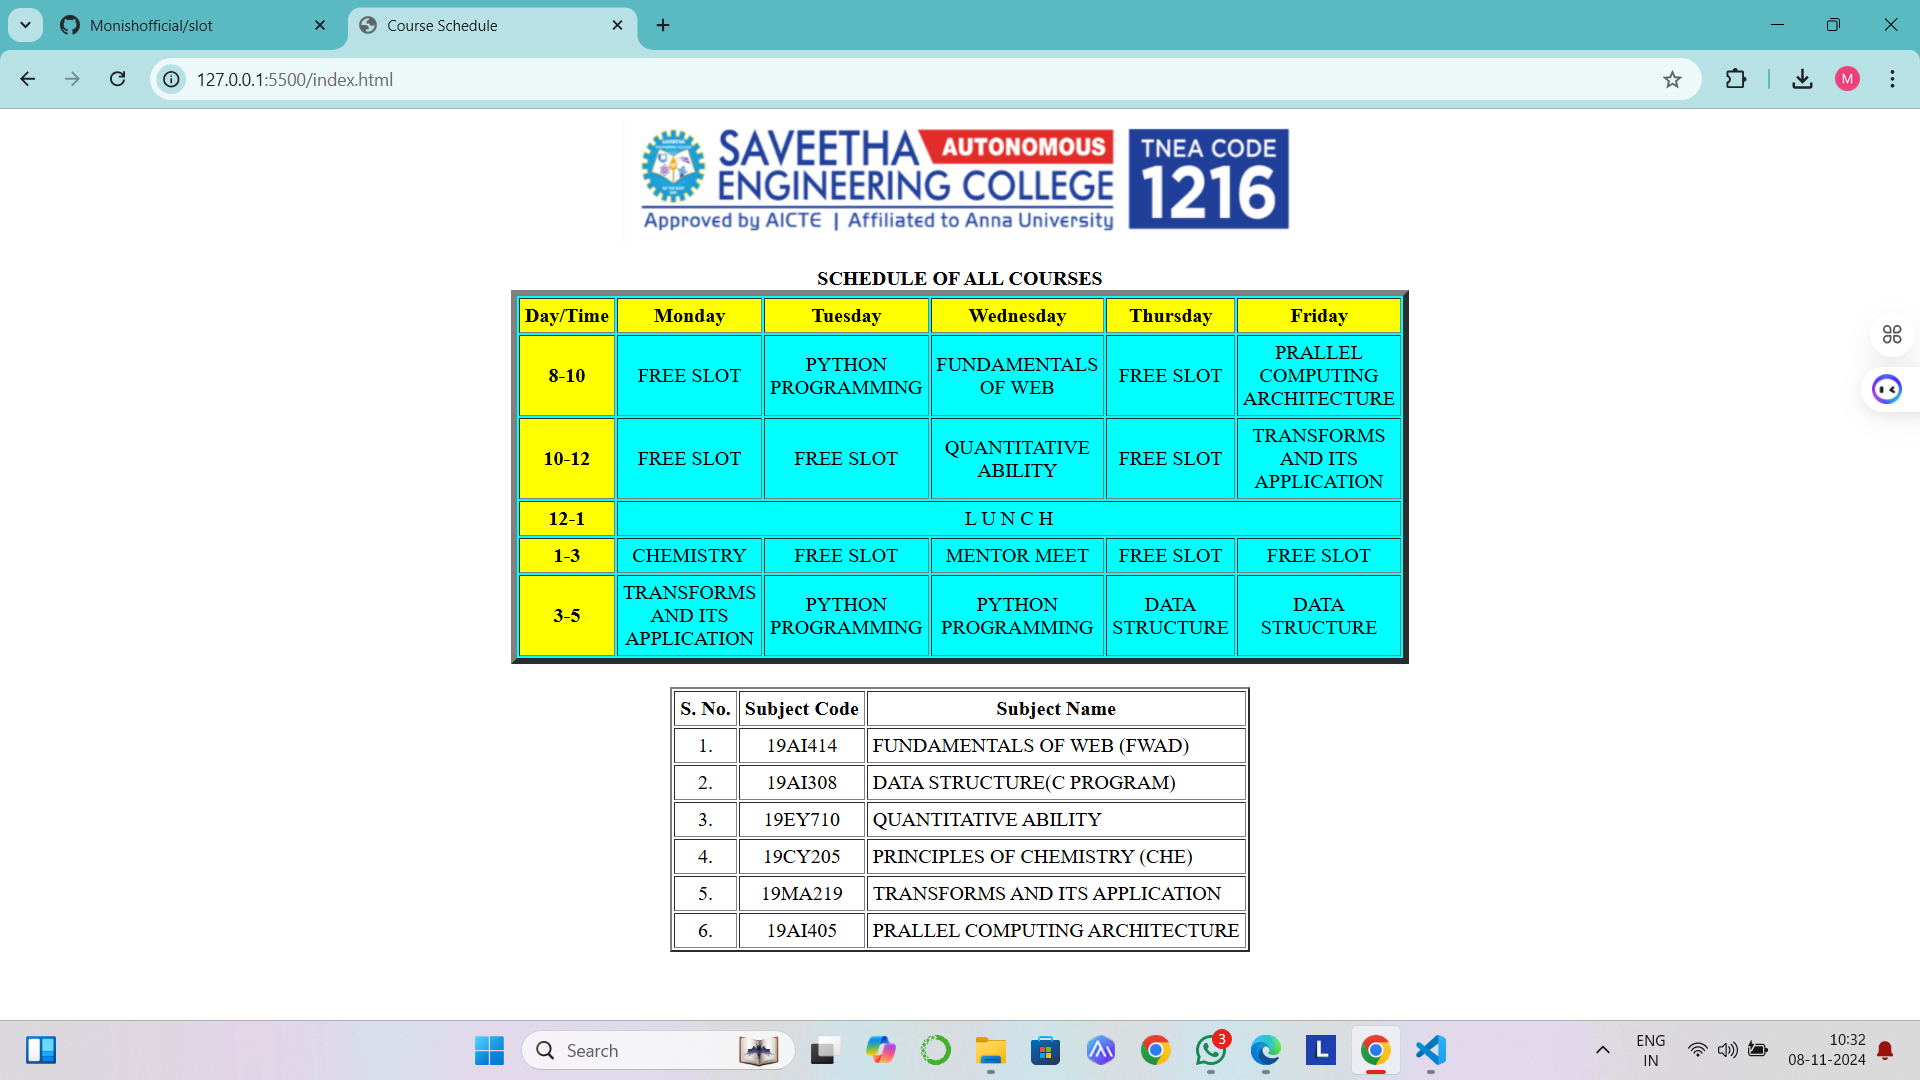 Monishofficial/slot
Course Schedule
127.0.0.1:5500/index.html
M
SAVEETHA AUTONOMOUS
ENGINEERING COLLEGE
Approved by AICTE | Affiliated to Anna University
TNEA CODE
1216
SCHEDULE OF ALL COURSES
Day/Time Monday Tuesday Wednesday Thursday Friday
8-10 FREE SLOT PYTHON PROGRAMMING FUNDAMENTALS OF WEB FREE SLOT PRALLEL COMPUTING ARCHITECTURE
10-12 FREE SLOT FREE SLOT QUANTITATIVE ABILITY FREE SLOT TRANSFORMS AND ITS APPLICATION
12-1 L U N C H
1-3 CHEMISTRY FREE SLOT MENTOR MEET FREE SLOT FREE SLOT
3-5 TRANSFORMS AND ITS APPLICATION PYTHON PROGRAMMING PYTHON PROGRAMMING DATA STRUCTURE DATA STRUCTURE
S. No. Subject Code Subject Name
1. 19AI414 FUNDAMENTALS OF WEB (FWAD)
2. 19AI308 DATA STRUCTURE(C PROGRAM)
3. 19EY710 QUANTITATIVE ABILITY
4. 19CY205 PRINCIPLES OF CHEMISTRY (CHE)
5. 19MA219 TRANSFORMS AND ITS APPLICATION
6. 19AI405 PRALLEL COMPUTING ARCHITECTURE
Search
3
L
ENG
IN
10:32
08-11-2024